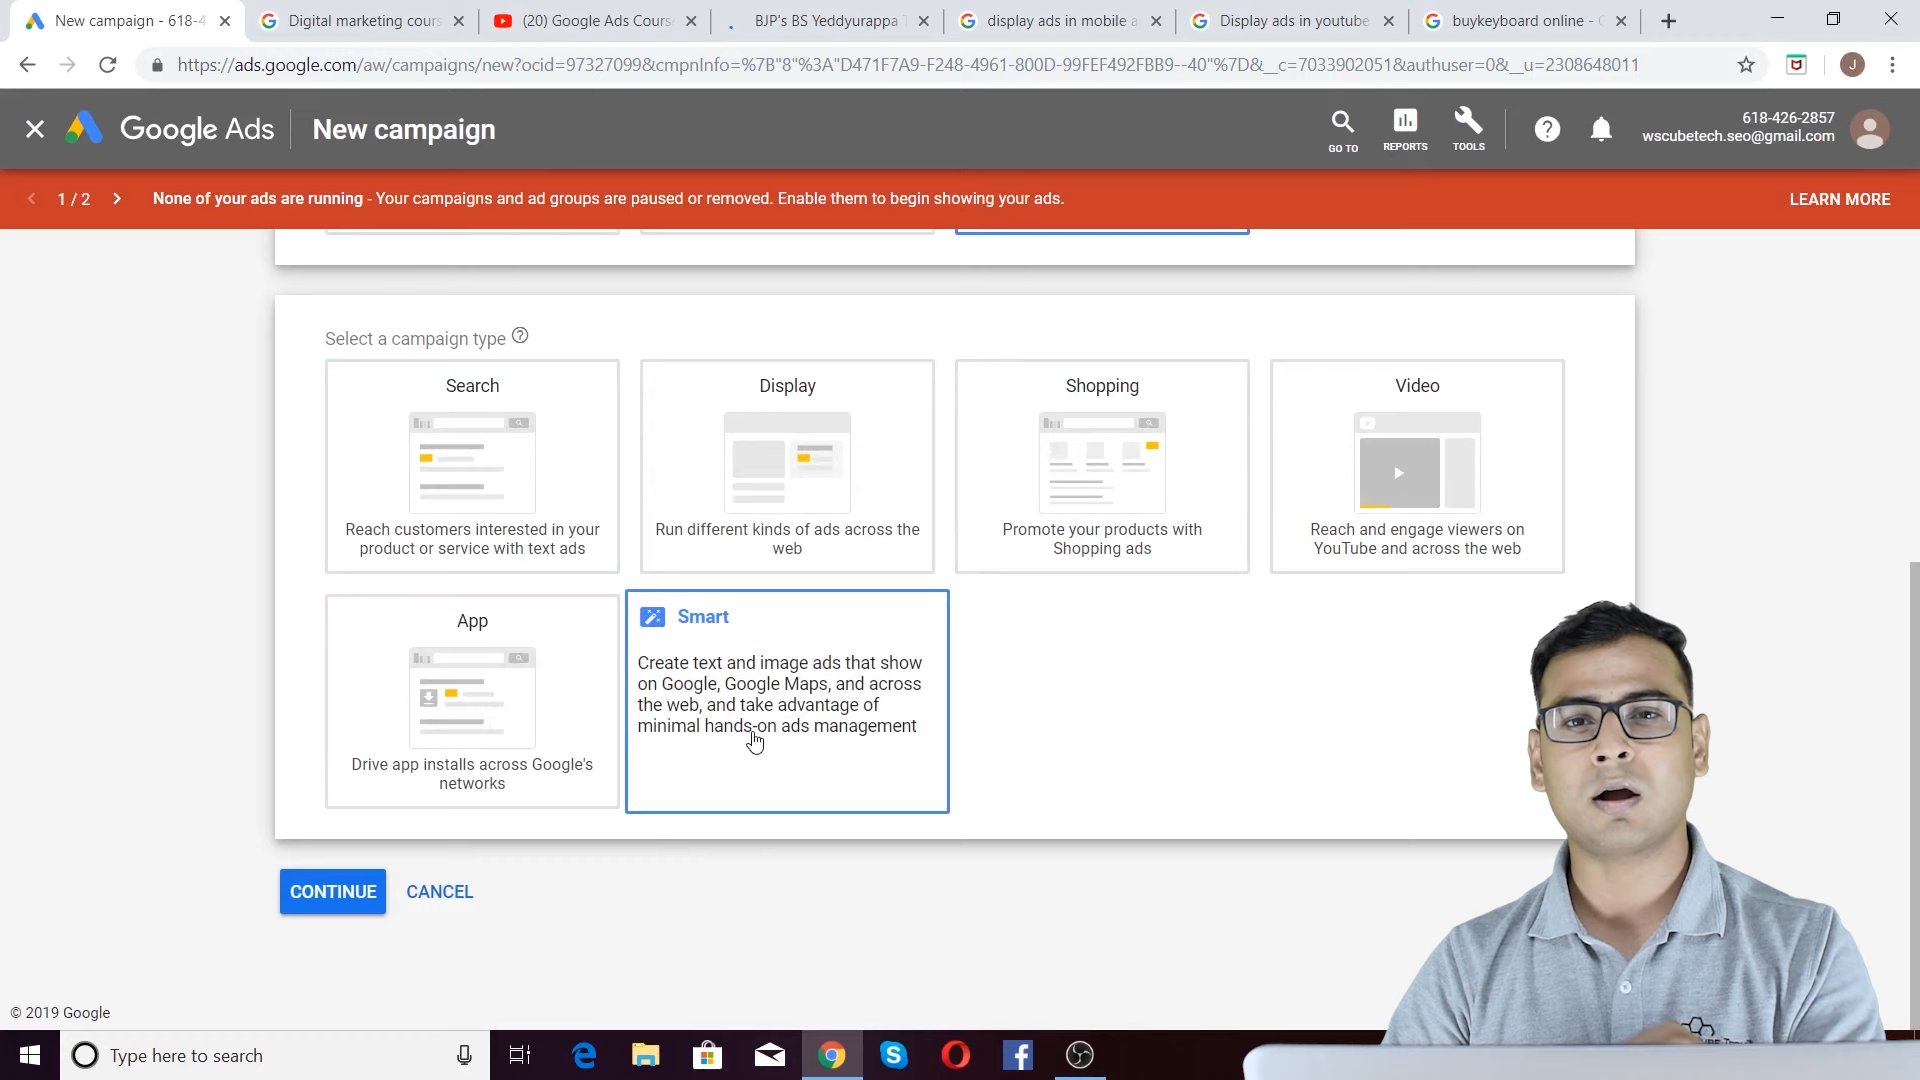 New campaign - 618-4
Digital marketing cours
(20) Google Ads Cours
BJP's BS Yeddyurappa
display ads in mobile a
Display ads in youtube
buykeyboard online -
https://ads.google.com/aw/campaigns/new?ocid=97327099&cmpnInfo=%7B"8"%3A"D471F7A9-F248-4961-800D-99FEF492FBB9--40"%7D&__c=7033902051&authuser=0&__u=2308648011
J
Google Ads
New campaign
GO TO
REPORTS
TOOLS
618-426-2857
wscubetech.seo@gmail.com
1 / 2
None of your ads are running - Your campaigns and ad groups are paused or removed. Enable them to begin showing your ads.
LEARN MORE
Select a campaign type
Search
Reach customers interested in your
product or service with text ads
Display
Run different kinds of ads across the
web
Shopping
Promote your products with
Shopping ads
Video
Reach and engage viewers on
YouTube and across the web
App
Drive app installs across Google's
networks
Smart
Create text and image ads that show
on Google, Google Maps, and across
the web, and take advantage of
minimal hands-on ads management
CONTINUE
CANCEL
© 2019 Google
Type here to search